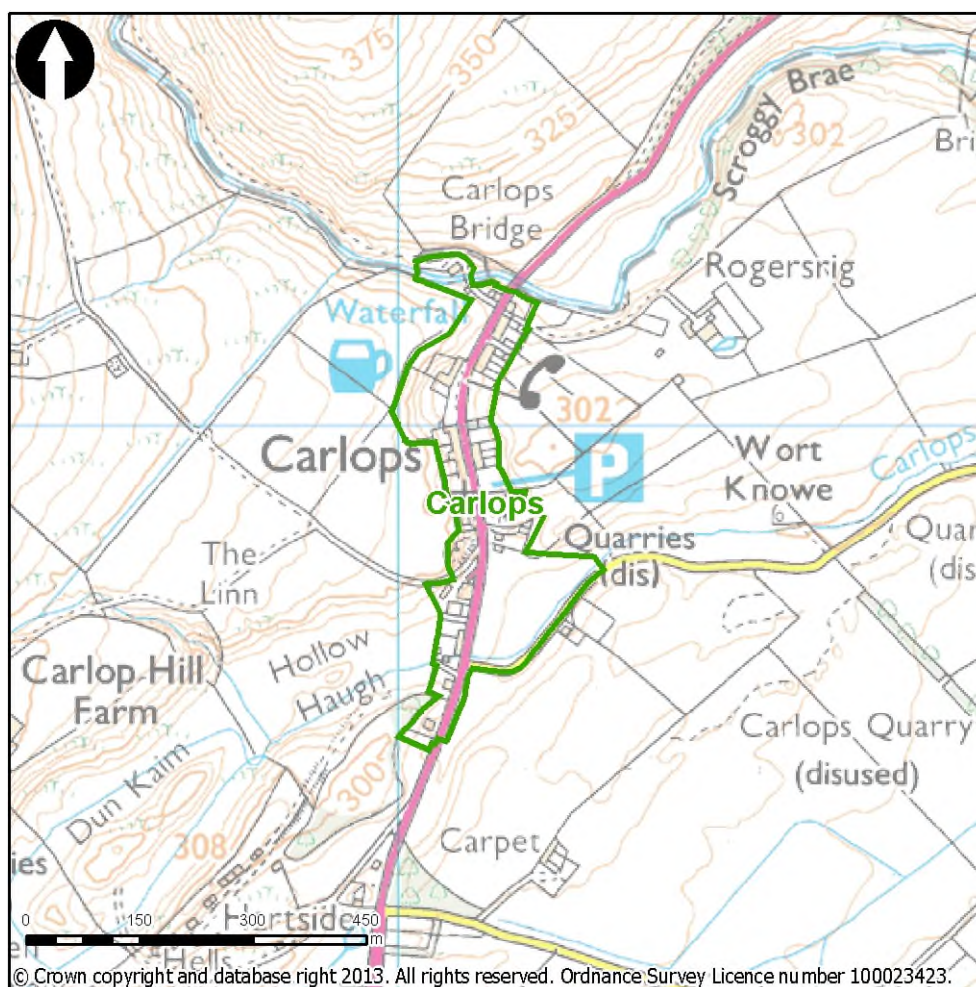 375
350
325
Scroggy Brae
302
Bri
Carlops
Bridge
Rogersrig
Waterfall
302
P
Carlops
Wort
Knowe
Carlops
Carlops
Quarries
(dis)
Quar
(dis
The
Linn
Hollow
Haugh
Carlop Hill
Farm
Carlops Quarry
(disused)
300
Dun Kaim
308
Carpet
ies
0 150 300 450
m
Hartside
Hells
© Crown copyright and database right 2013. All rights reserved. Ordnance Survey Licence number 100023423.